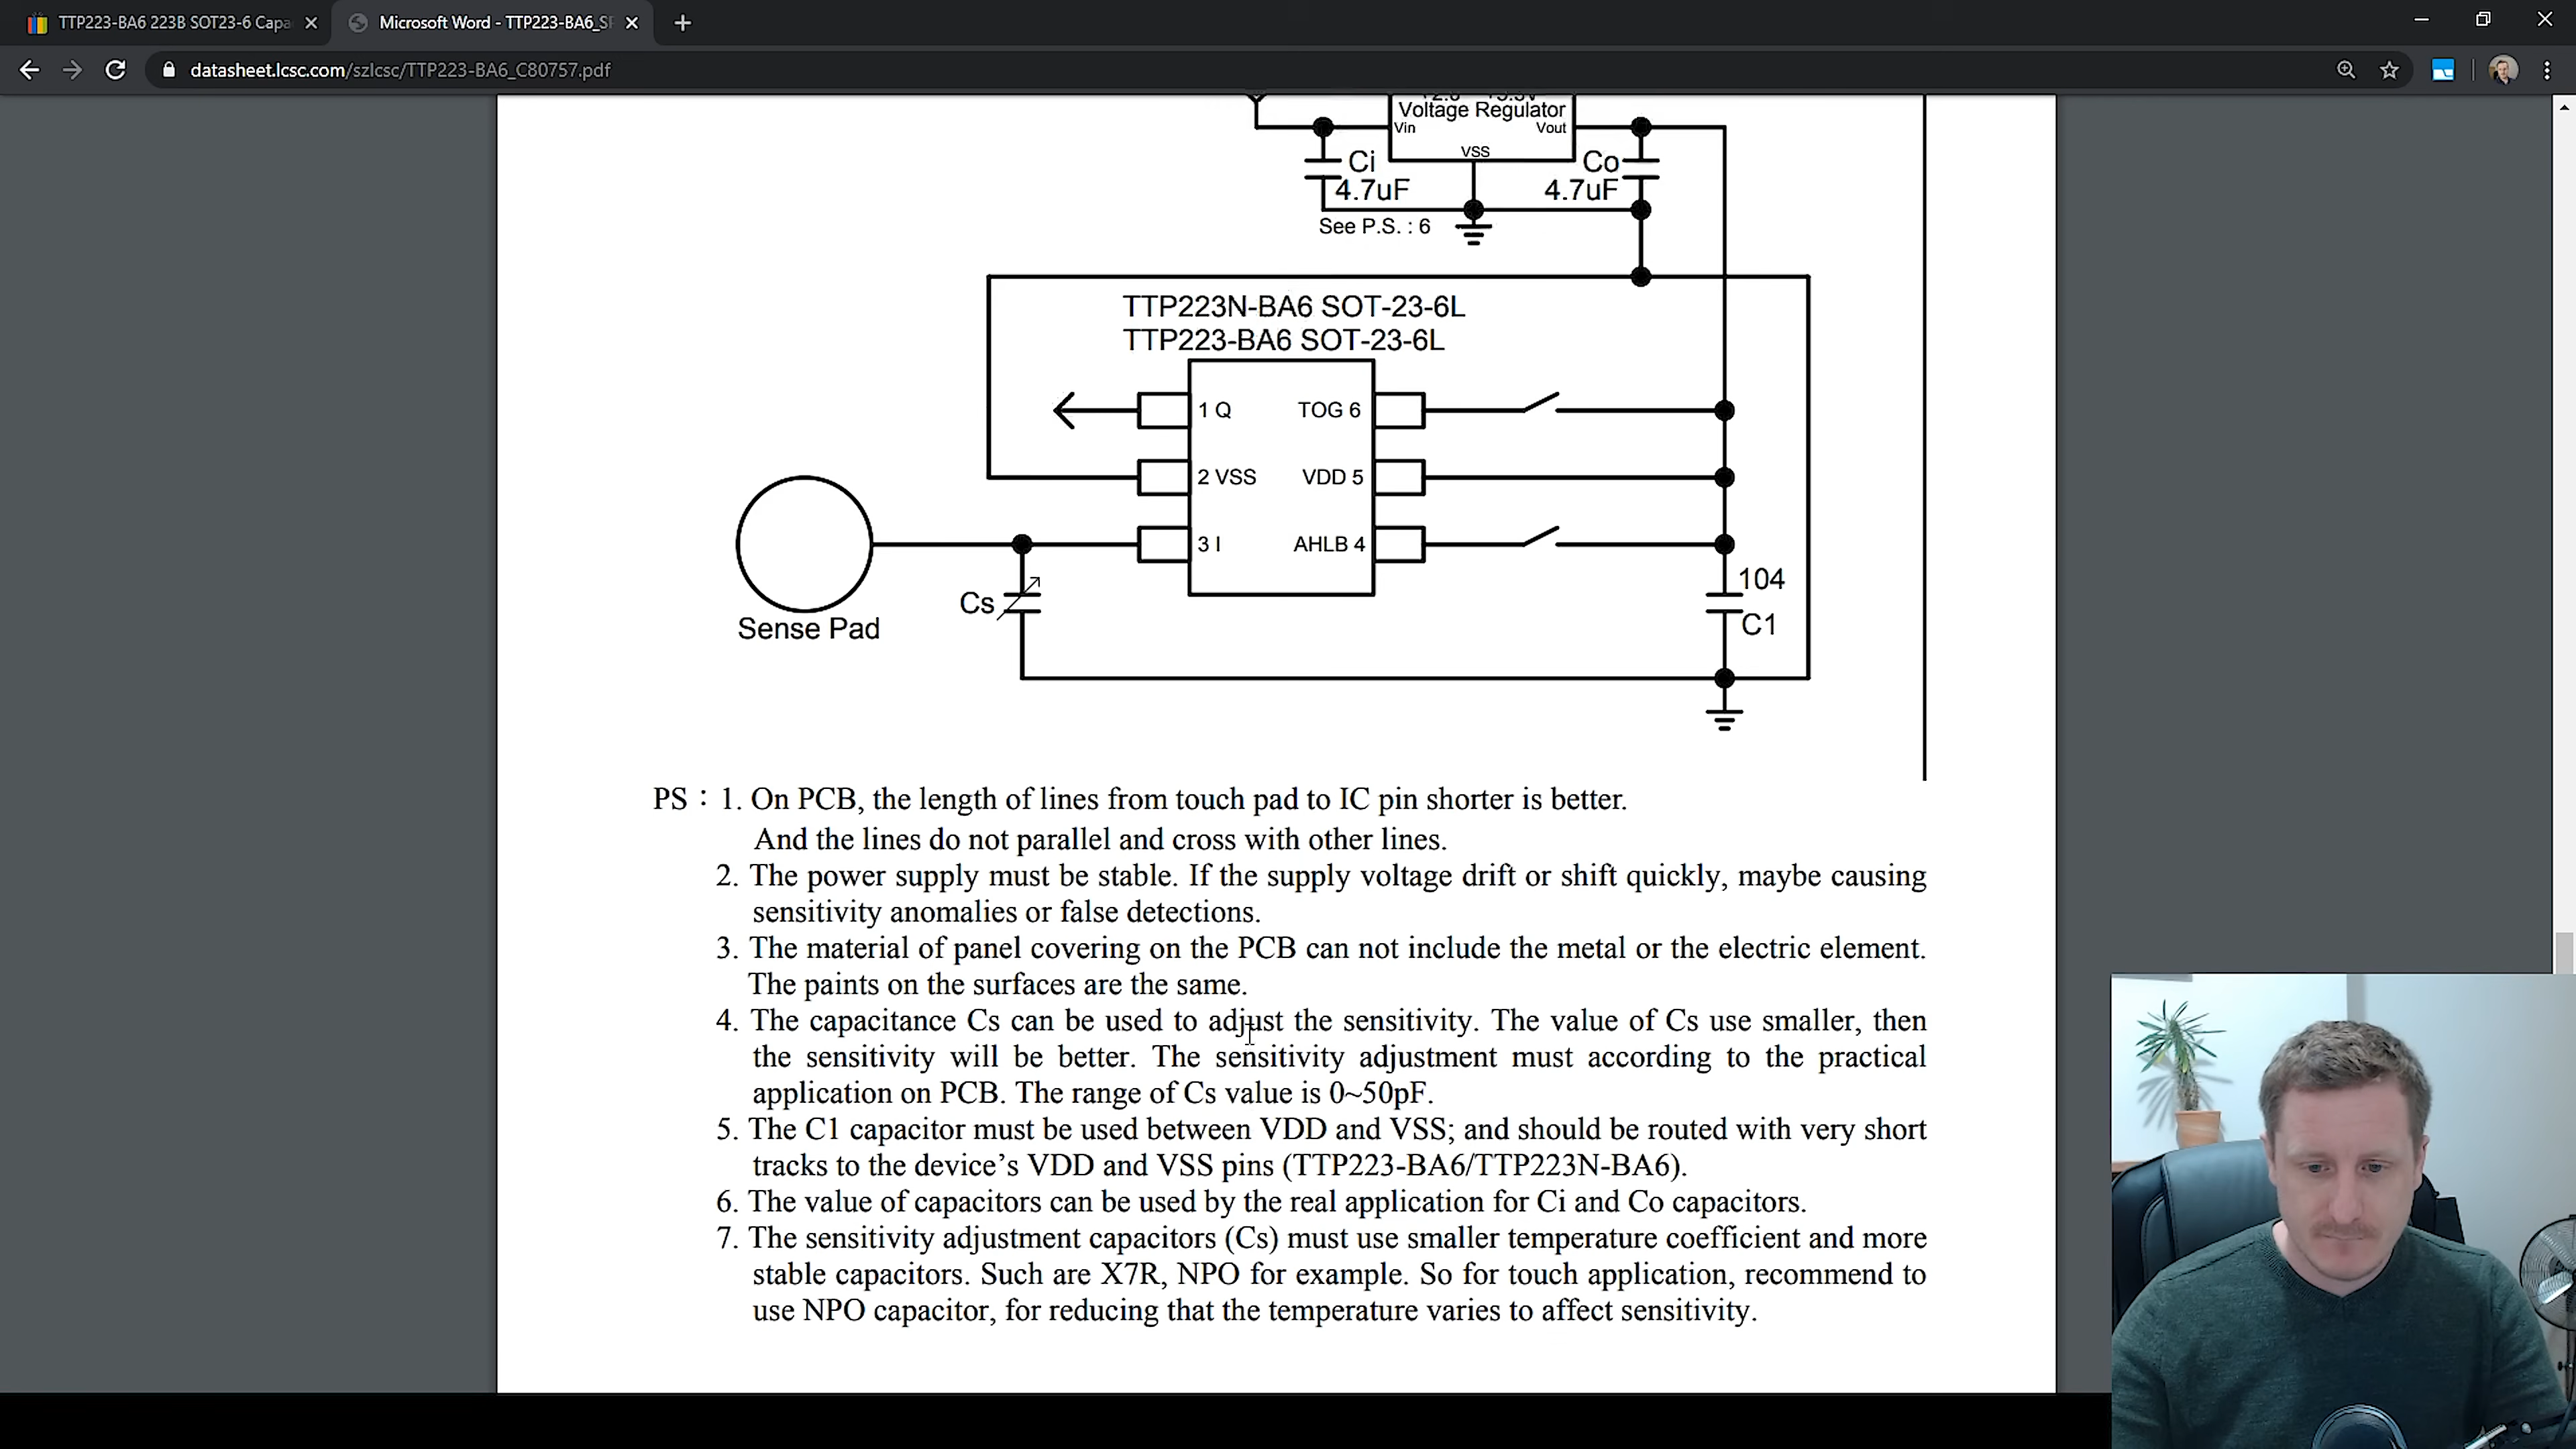 TTP223-BA6 223B SOT23-6 Capa
Microsoft Word - TTP223-BA6_SP
datasheet.lcsc.com/szlcsc/TTP223-BA6_C80757.pdf
Voltage Regulator
Vin
Vout
VSS
Ci
4.7uF
Co
4.7uF
See P.S. : 6
TTP223N-BA6 SOT-23-6L
TTP223-BA6 SOT-23-6L
1 Q
TOG 6
2 VSS
VDD 5
3 I
AHLB 4
Sense Pad
Cs
104
C1
PS : 1. On PCB, the length of lines from touch pad to IC pin shorter is better.
And the lines do not parallel and cross with other lines.
2. The power supply must be stable. If the supply voltage drift or shift quickly, maybe causing
sensitivity anomalies or false detections.
3. The material of panel covering on the PCB can not include the metal or the electric element.
The paints on the surfaces are the same.
4. The capacitance Cs can be used to adjust the sensitivity. The value of Cs use smaller, then
the sensitivity will be better. The sensitivity adjustment must according to the practical
application on PCB. The range of Cs value is 0~50pF.
5. The C1 capacitor must be used between VDD and VSS; and should be routed with very short
tracks to the device’s VDD and VSS pins (TTP223-BA6/TTP223N-BA6).
6. The value of capacitors can be used by the real application for Ci and Co capacitors.
7. The sensitivity adjustment capacitors (Cs) must use smaller temperature coefficient and more
stable capacitors. Such are X7R, NPO for example. So for touch application, recommend to
use NPO capacitor, for reducing that the temperature varies to affect sensitivity.